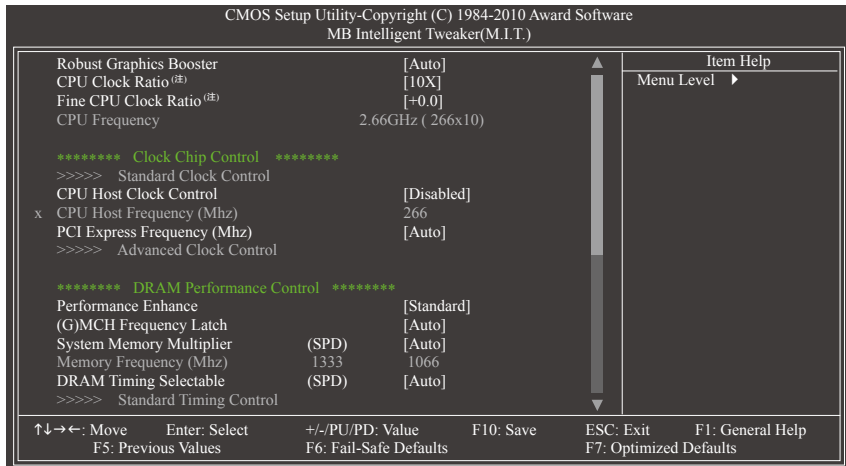 CMOS Setup Utility-Copyright (C) 1984-2010 Award Software
MB Intelligent Tweaker(M.I.T.)
Robust Graphics Booster [Auto]
CPU Clock Ratio (注) [10X]
Fine CPU Clock Ratio (注) [+0.0]
CPU Frequency 2.66GHz ( 266x10)
******** Clock Chip Control ********
>>>>> Standard Clock Control
CPU Host Clock Control [Disabled]
x CPU Host Frequency (Mhz) 266
PCI Express Frequency (Mhz) [Auto]
>>>>> Advanced Clock Control
******** DRAM Performance Control ********
Performance Enhance [Standard]
(G)MCH Frequency Latch [Auto]
System Memory Multiplier (SPD) [Auto]
Memory Frequency (Mhz) 1333 1066
DRAM Timing Selectable (SPD) [Auto]
>>>>> Standard Timing Control
Item Help
Menu Level
↑↓→←: Move Enter: Select +/-/PU/PD: Value F10: Save ESC: Exit F1: General Help
F5: Previous Values F6: Fail-Safe Defaults F7: Optimized Defaults